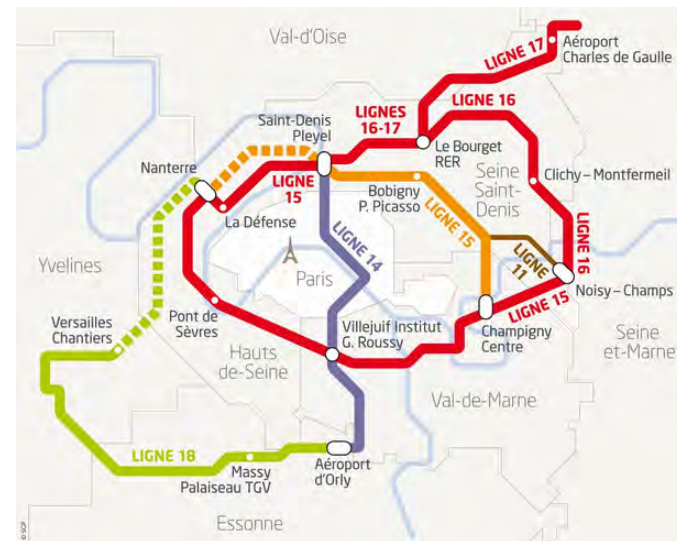 Val-d'Oise
LIGNE 17
Aéroport
Charles de Gaulle
LIGNES
16-17
LIGNE 16
Saint-Denis
Pleyel
Le Bourget
RER
Nanterre
LIGNE
15
Seine
Saint-
Denis
Clichy – Montfermeil
Bobigny
P. Picasso
La Défense
LIGNE 15
LIGNE 14
LIGNE
11
LIGNE 16
Yvelines
Paris
Noisy – Champs
LIGNE 15
Pont de
Sèvres
Versailles
Chantiers
Villejuif Institut
G. Roussy
Champigny
Centre
Seine
et-Marne
Hauts
de-Seine
Val-de-Marne
LIGNE 18
Massy
Palaiseau TGV
Aéroport
d'Orly
Essonne
© SGP